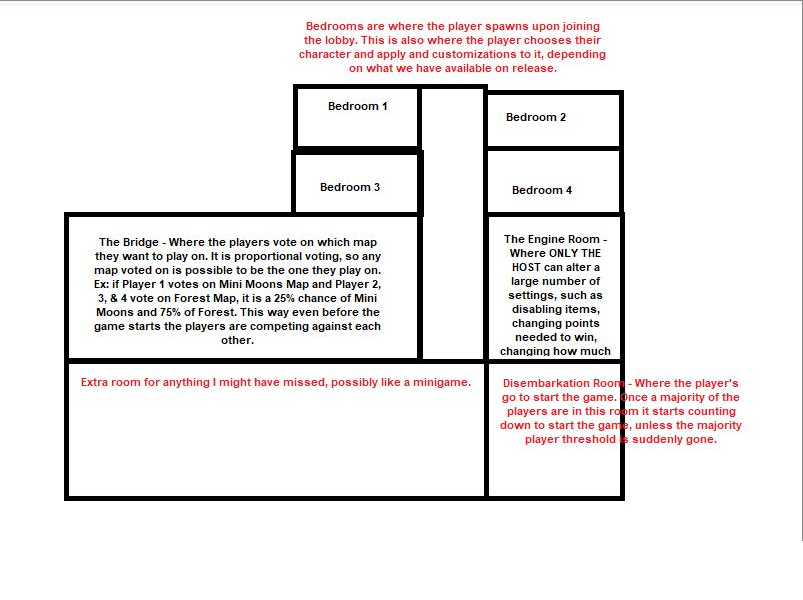 Bedrooms are where the player spawns upon joining
the lobby. This is also where the player chooses their
character and apply and customizations to it, depending
on what we have available on release.
Bedroom 1
Bedroom 2
Bedroom 3
Bedroom 4
The Bridge - Where the players vote on which map
they want to play on. It is proportional voting, so any
map voted on is possible to be the one they play on.
Ex: if Player 1 votes on Mini Moons Map and Player 2,
3, & 4 vote on Forest Map, it is a 25% chance of Mini
Moons and 75% of Forest. This way even before the
game starts the players are competing against each
other.
The Engine Room -
Where ONLY THE
HOST can alter a
large number of
settings, such as
disabling items,
changing points
needed to win,
changing how much
Extra room for anything I might have missed, possibly like a minigame.
Disembarkation Room - Where the player's
go to start the game. Once a majority of the
players are in this room it starts counting
down to start the game, unless the majority
player threshold is suddenly gone.